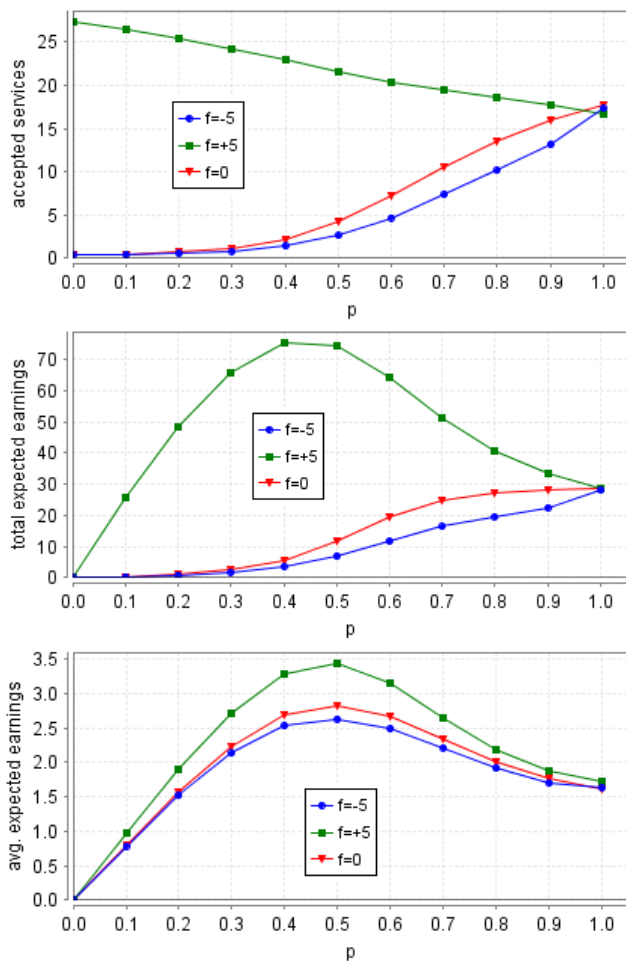 accepted services
25
20
15
10
5
0
f=-5
f=+5
f=0
0.0 0.1 0.2 0.3 0.4 0.5 0.6 0.7 0.8 0.9 1.0
p
total expected earnings
70
60
50
40
30
20
10
0
f=-5
f=+5
f=0
0.0 0.1 0.2 0.3 0.4 0.5 0.6 0.7 0.8 0.9 1.0
p
avg. expected earnings
3.5
3.0
2.5
2.0
1.5
1.0
0.5
0.0
f=-5
f=+5
f=0
0.0 0.1 0.2 0.3 0.4 0.5 0.6 0.7 0.8 0.9 1.0
p